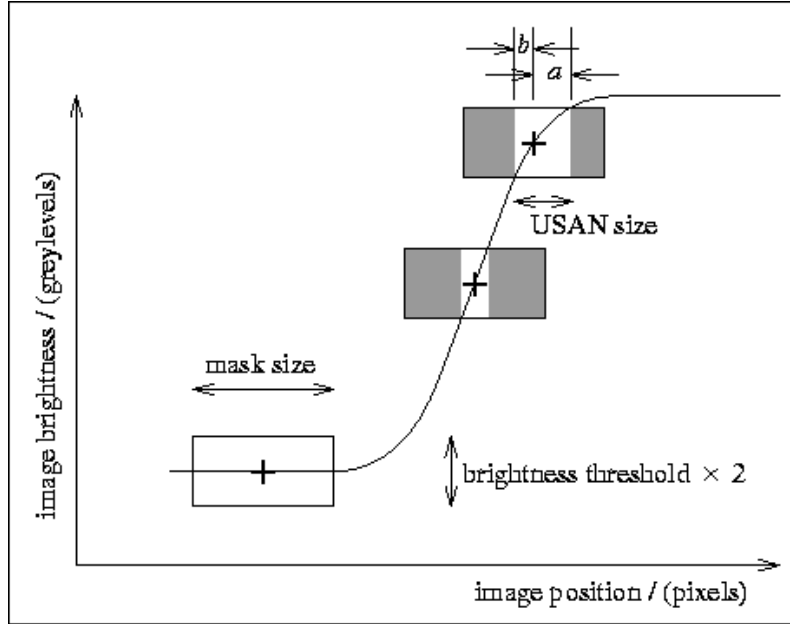 b
a
USAN size
image brightness / (greylevels)
mask size
brightness threshold × 2
image position / (pixels)